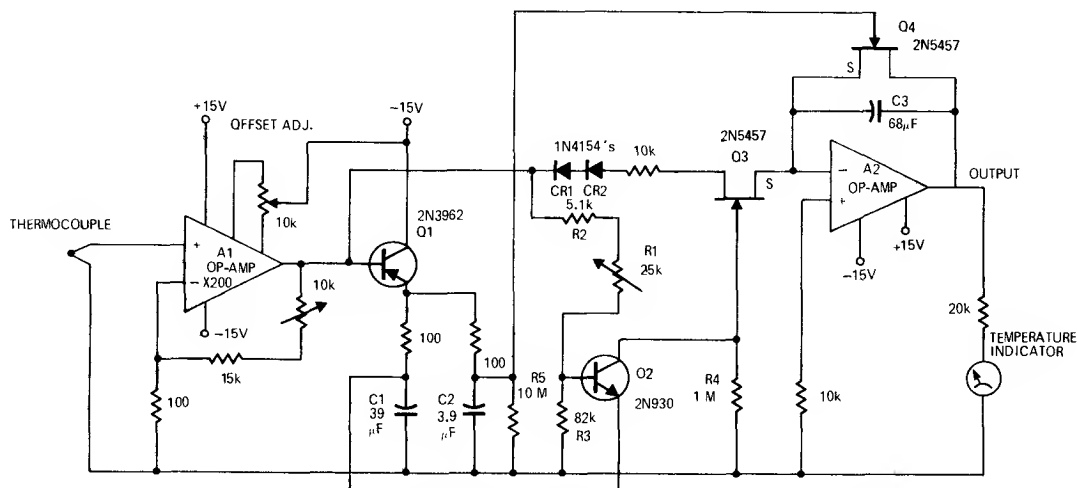 Q4
2N5457
S
C3
68µF
+15V
-15V
OFFSET ADJ.
10k
1N4154's
10k
2N5457
Q3
S
CR1
CR2
5.1k
R2
A2
OP-AMP
−
+
OUTPUT
THERMOCOUPLE
2N3962
Q1
+
A1
OP-AMP
−
X200
10k
R1
25k
+15V
-15V
-15V
20k
TEMPERATURE
INDICATOR
15k
100
100
100
R5
10 M
Q2
2N930
R4
1 M
10k
C1
39
µF
C2
3.9
µF
82k
R3